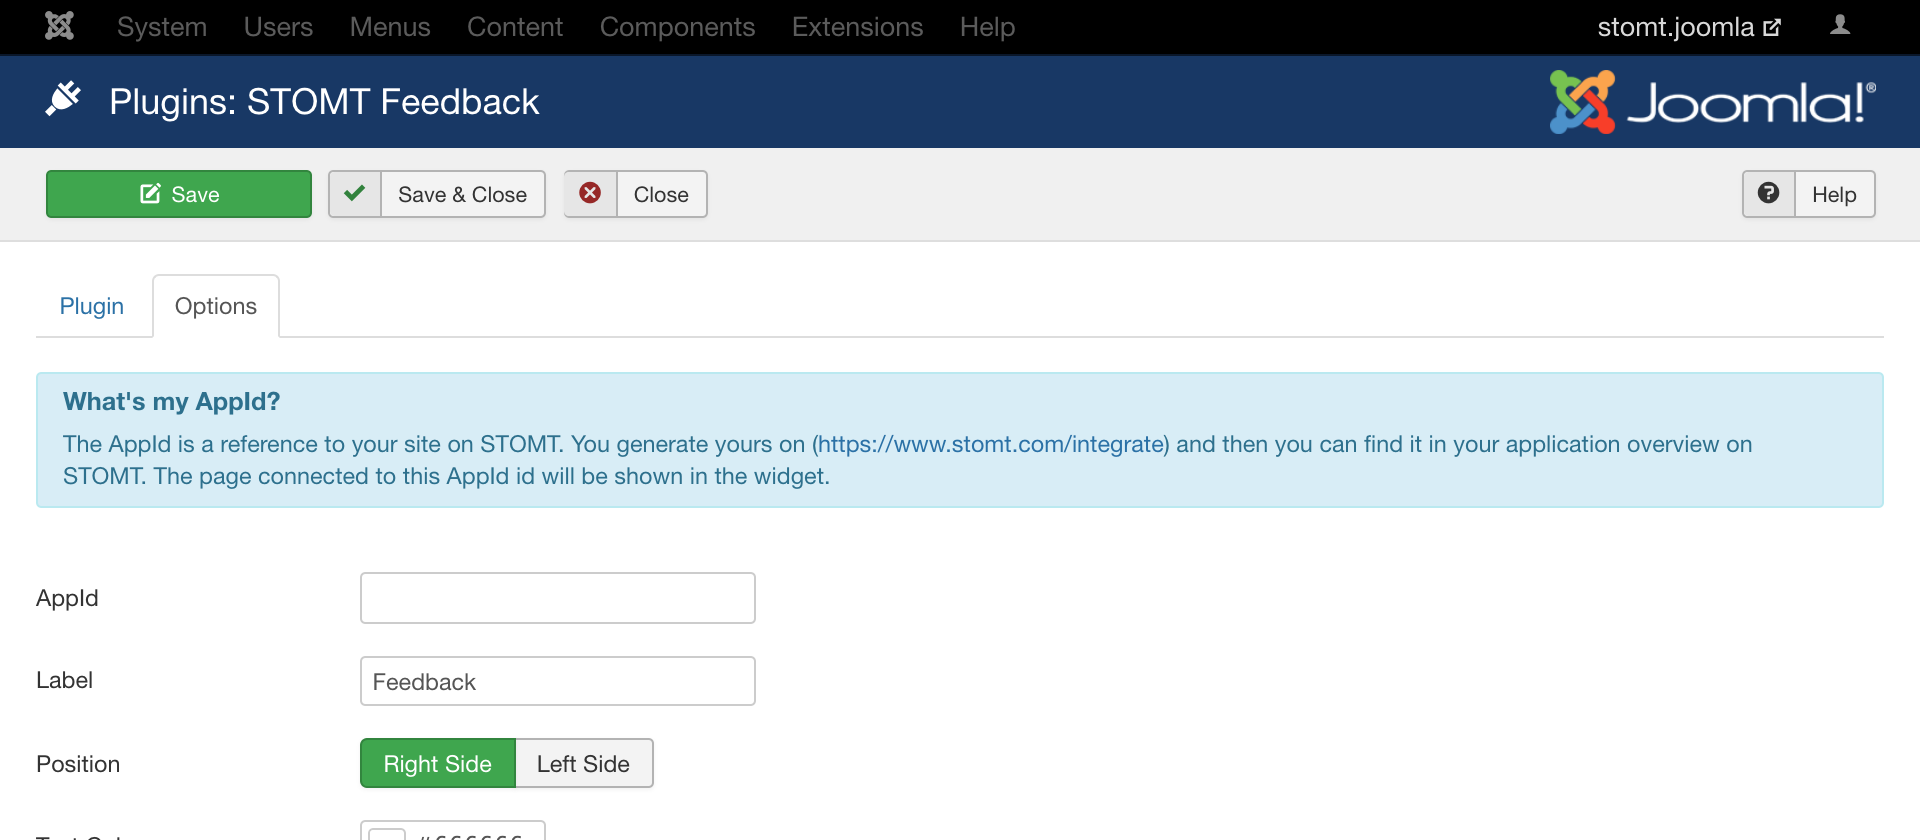 System Users Menus Content Components Extensions Help stomt.joomla
Plugins: STOMT Feedback Joomla!®
Save Save & Close Close Help
Plugin Options
What's my AppId?
The AppId is a reference to your site on STOMT. You generate yours on (https://www.stomt.com/integrate) and then you can find it in your application overview on
STOMT. The page connected to this AppId id will be shown in the widget.
AppId
Label Feedback
Position Right Side Left Side